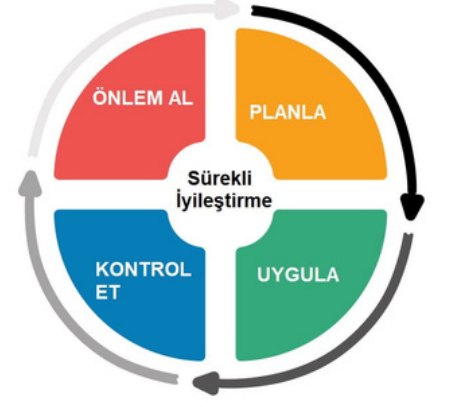 ÖNLEM AL
PLANLA
Sürekli
İyileştirme
KONTROL
ET
UYGULA